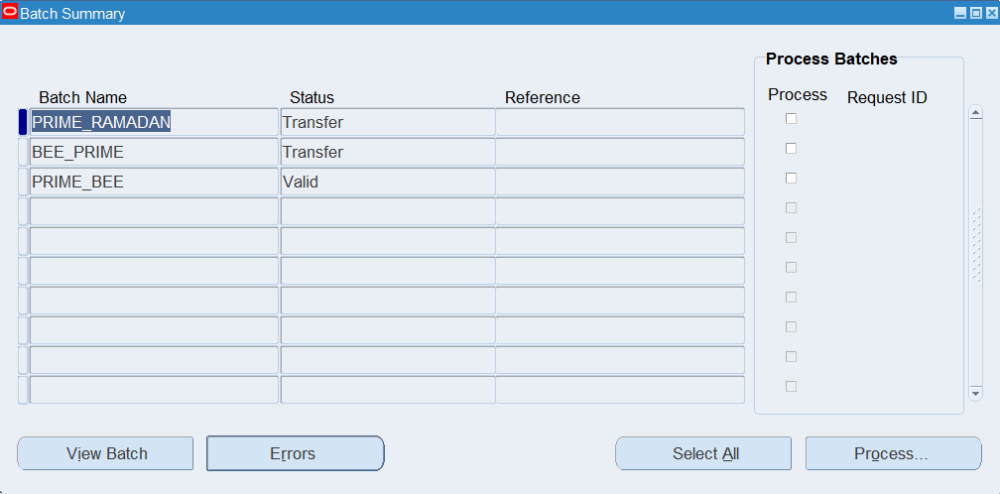 Batch Summary
Process Batches
Batch Name Status Reference Process Request ID
PRIME_RAMADAN Transfer
BEE_PRIME Transfer
PRIME_BEE Valid
View Batch Errors Select All Process...